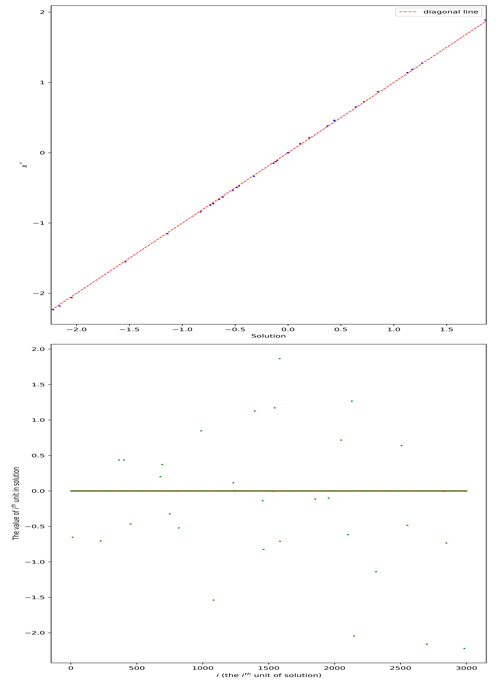 diagonal line
2
1
0
−1
−2
x*
−2.0 −1.5 −1.0 −0.5 0.0 0.5 1.0 1.5
Solution
2.0
1.5
1.0
0.5
0.0
−0.5
−1.0
−1.5
−2.0
The value of i^th unit in solution
0 500 1000 1500 2000 2500 3000
i (the i^th unit of solution)